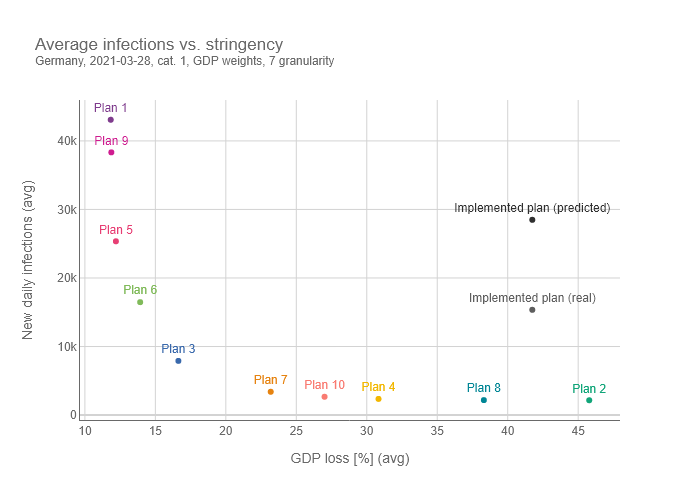 Average infections vs. stringency
Germany, 2021-03-28, cat. 1, GDP weights, 7 granularity
Plan 1
Plan 9
Plan 5
Plan 6
Plan 3
Plan 7
Plan 10
Plan 4
Plan 8
Plan 2
Implemented plan (predicted)
Implemented plan (real)
New daily infections (avg)
40k
30k
20k
10k
0
10
15
20
25
30
35
40
45
GDP loss [%] (avg)